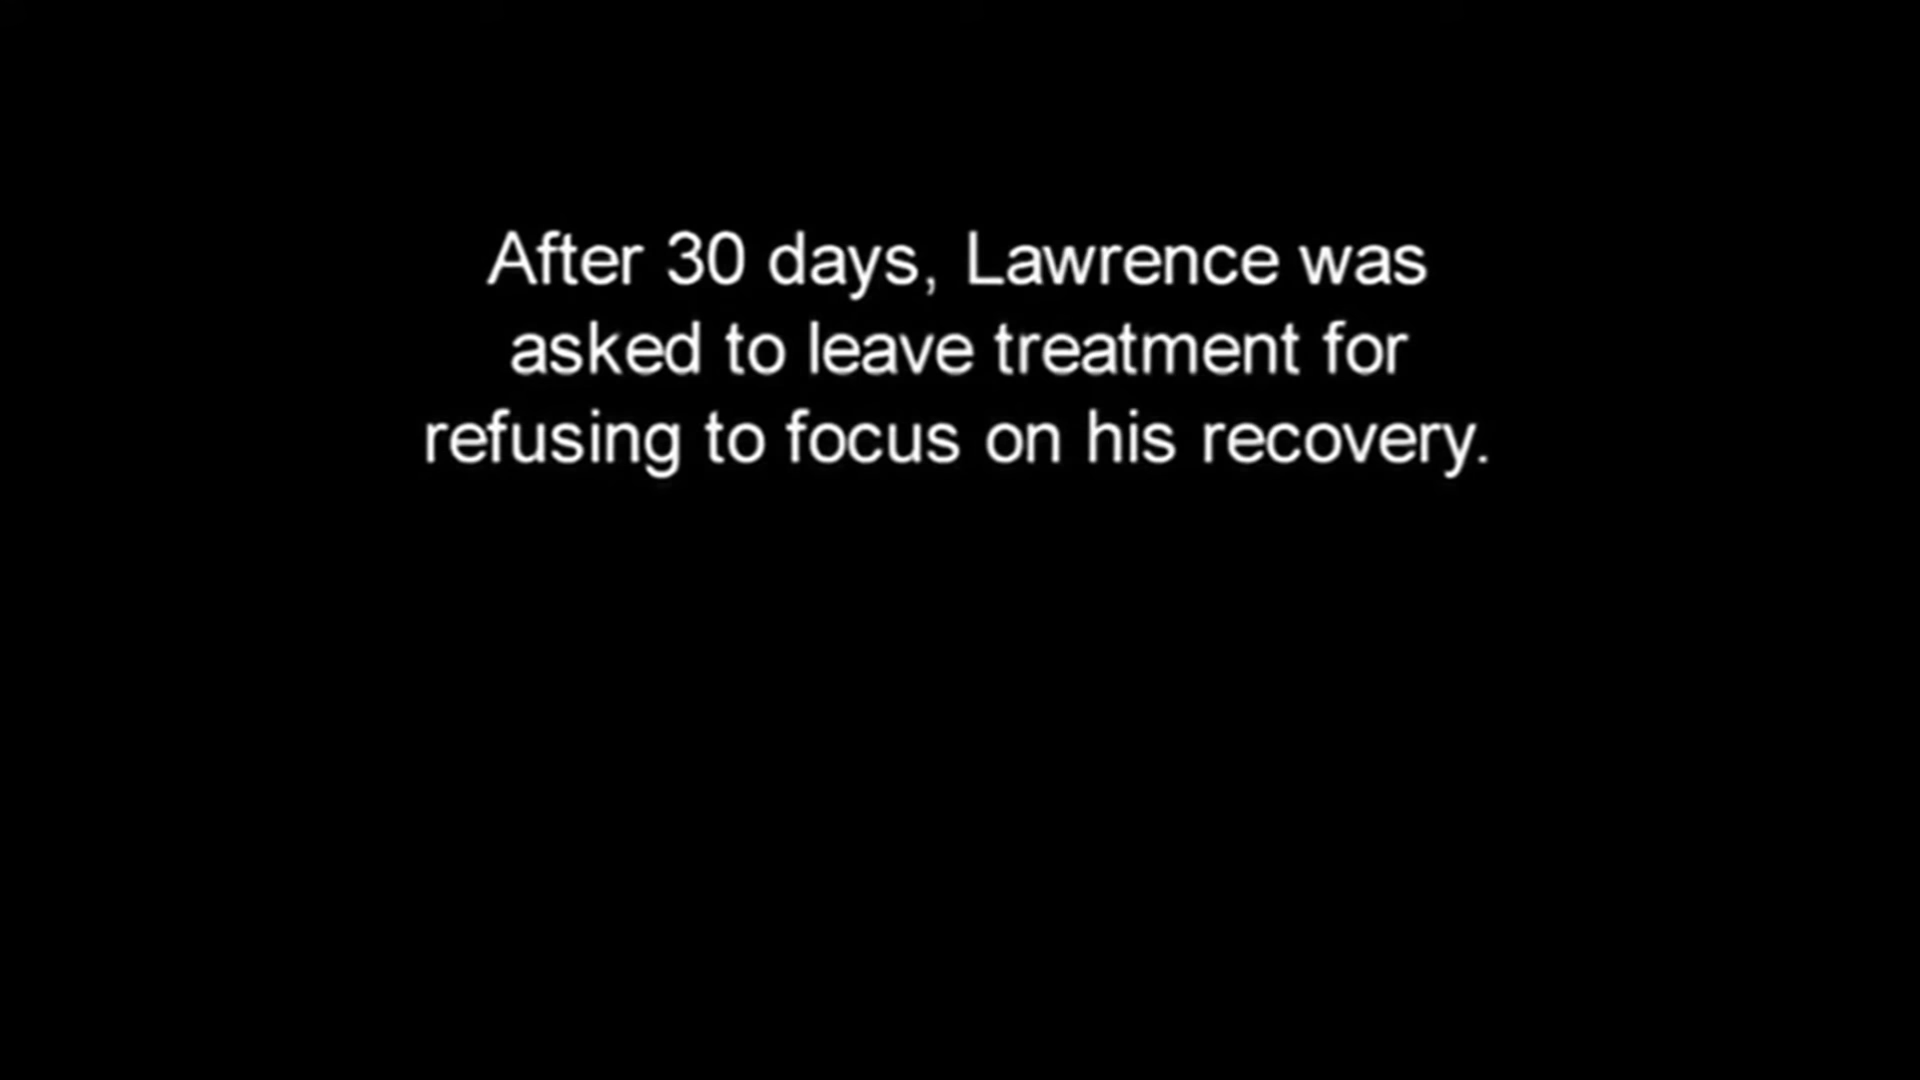 After 30 days, Lawrence was
asked to leave treatment for
refusing to focus on his recovery.